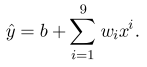 ŷ = b + ∑_{i=1}^{9} w_i x^i.